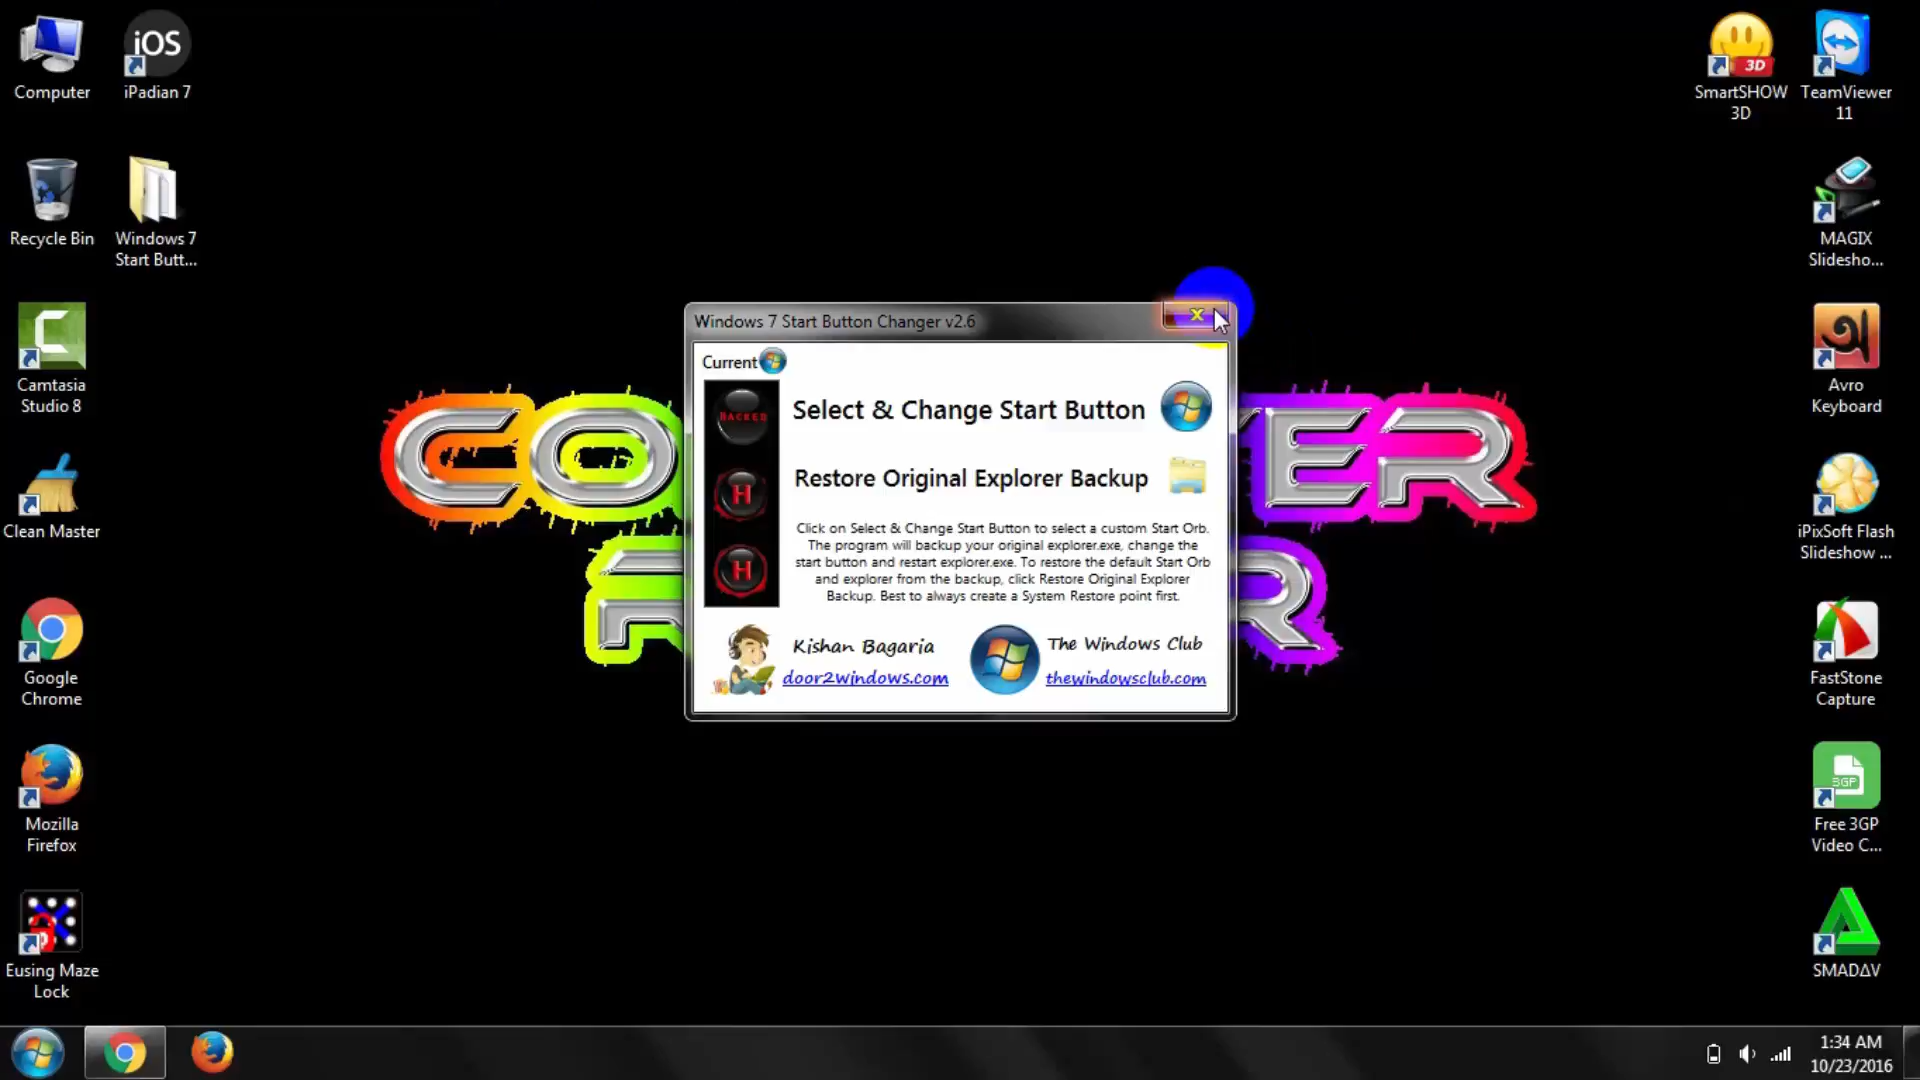 Computer
iOS
iPadian 7
Recycle Bin
Windows 7
Start Butt...
Camtasia
Studio 8
Clean Master
Google
Chrome
Mozilla
Firefox
Eusing Maze
Lock
Windows 7 Start Button Changer v2.6
x
Current
BACKED
H
H
Select & Change Start Button
Restore Original Explorer Backup
Click on Select & Change Start Button to select a custom Start Orb.
The program will backup your original explorer.exe, change the
start button and restart explorer.exe. To restore the default Start Orb
and explorer from the backup, click Restore Original Explorer
Backup. Best to always create a System Restore point first.
Kishan Bagaria
door2windows.com
The Windows Club
thewindowsclub.com
3D
SmartSHOW
3D
TeamViewer
11
MAGIX
Slidesho...
অ
Avro
Keyboard
iPixSoft Flash
Slideshow ...
FastStone
Capture
3GP
Free 3GP
Video C...
SMADΔV
1:34 AM
10/23/2016